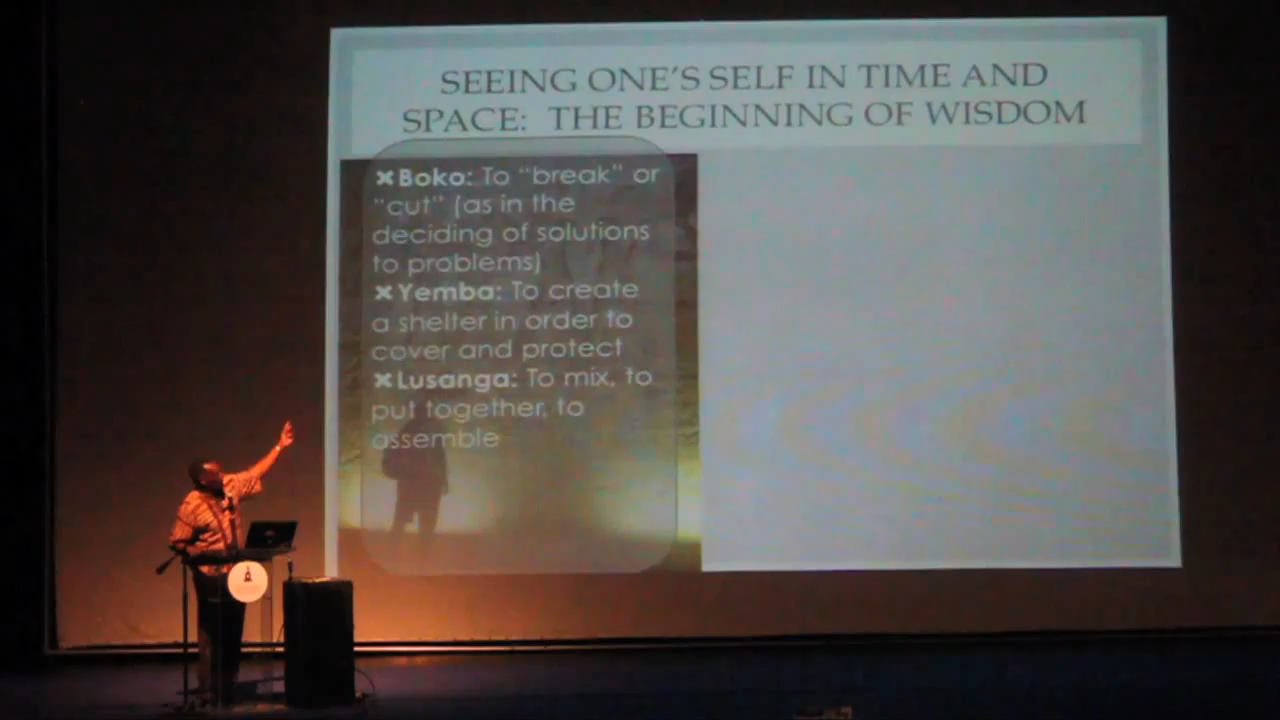 SEEING ONE'S SELF IN TIME AND
SPACE: THE BEGINNING OF WISDOM
Boko: To “break” or
“cut” (as in the
deciding of solutions
to problems)
Yemba: To create
a shelter in order to
cover and protect
Lusanga: To mix, to
put together, to
assemble